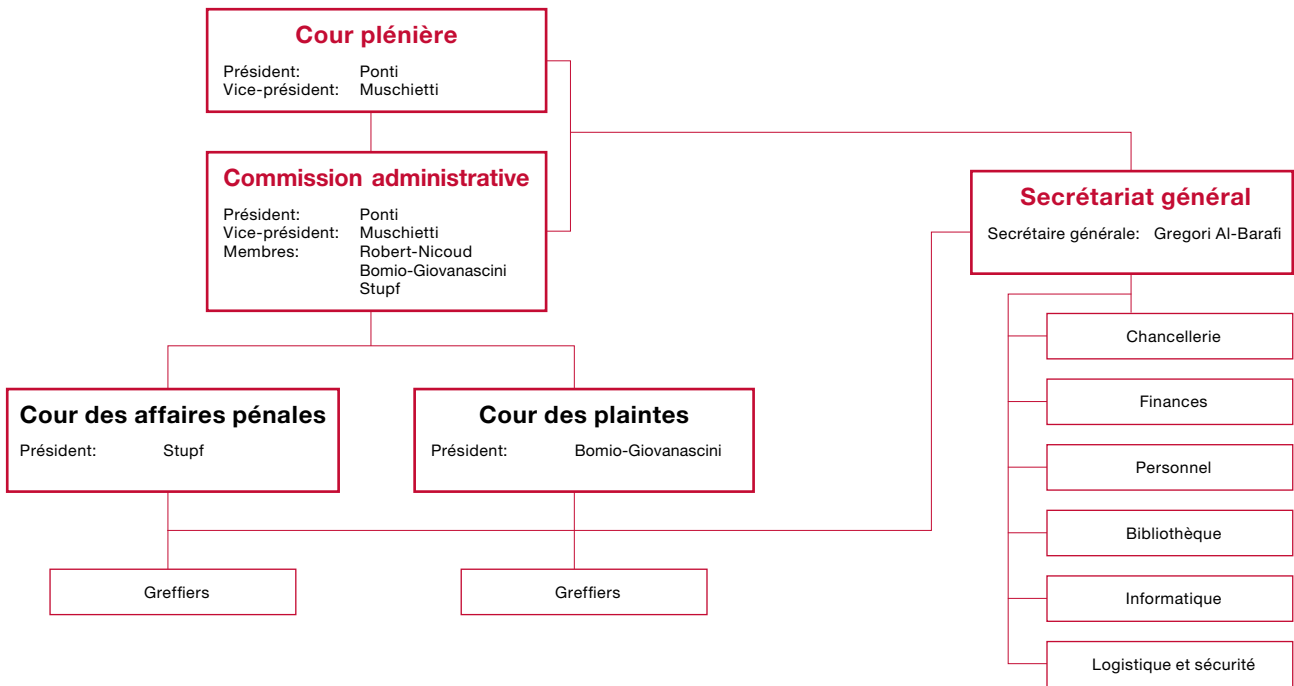 Cour plénière
Président: Ponti
Vice-président: Muschietti
Commission administrative
Président: Ponti
Vice-président: Muschietti
Membres: Robert-Nicoud
Bomio-Giovanascini
Stupf
Secrétariat général
Secrétaire générale: Gregori Al-Barafi
Chancellerie
Finances
Personnel
Bibliothèque
Informatique
Logistique et sécurité
Cour des affaires pénales
Président: Stupf
Cour des plaintes
Président: Bomio-Giovanascini
Greffiers
Greffiers